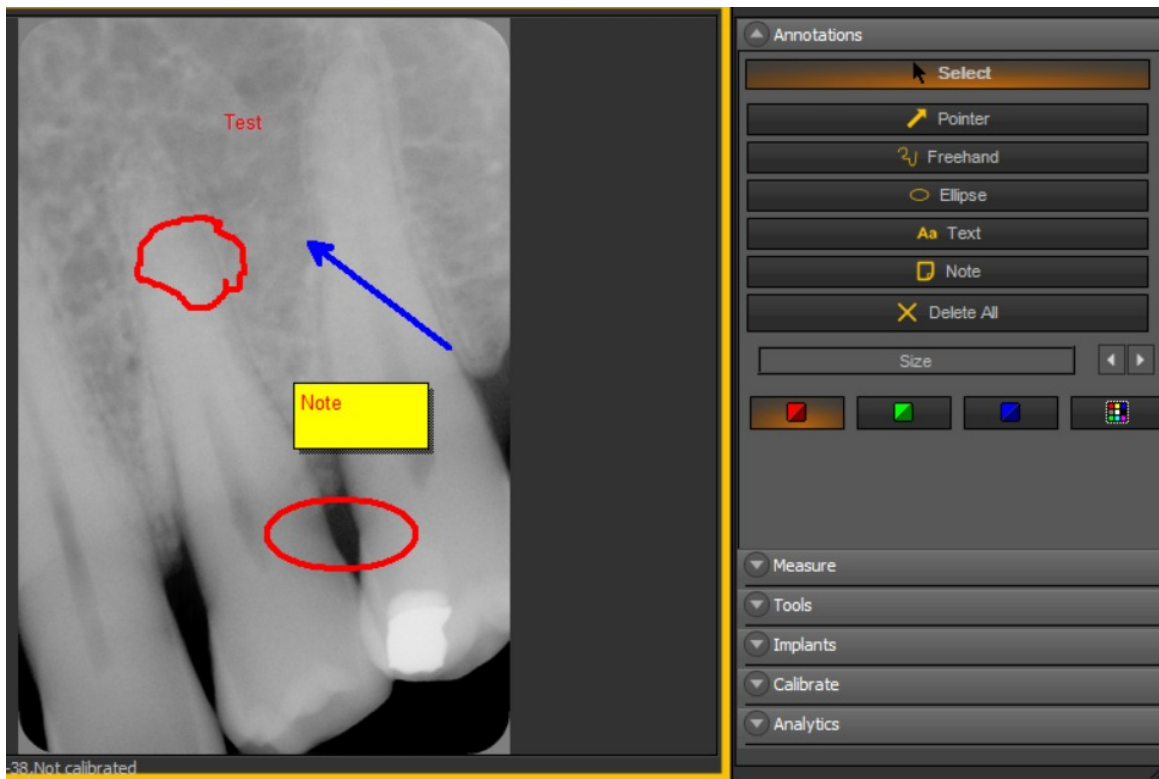 Test
Note
-38,Not calibrated
Annotations
Select
Pointer
Freehand
Ellipse
Aa Text
Note
Delete All
Size
Measure
Tools
Implants
Calibrate
Analytics